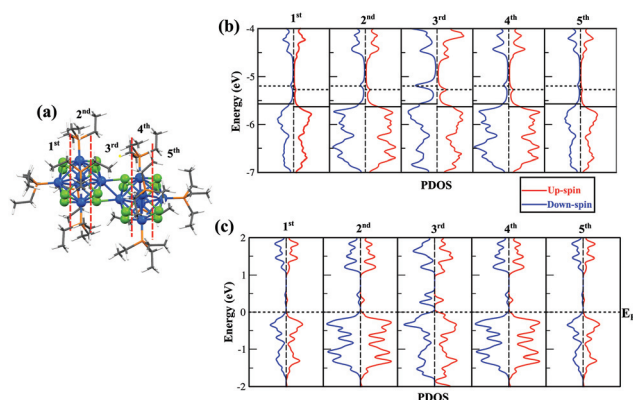 (a)
1st
2nd
3rd
4th
5th
(b)
1st 2nd 3rd 4th 5th
-4
-5
-6
-7
Energy (eV)
PDOS
Up-spin
Down-spin
(c)
1st 2nd 3rd 4th 5th
2
1
0
-1
-2
Energy (eV)
PDOS